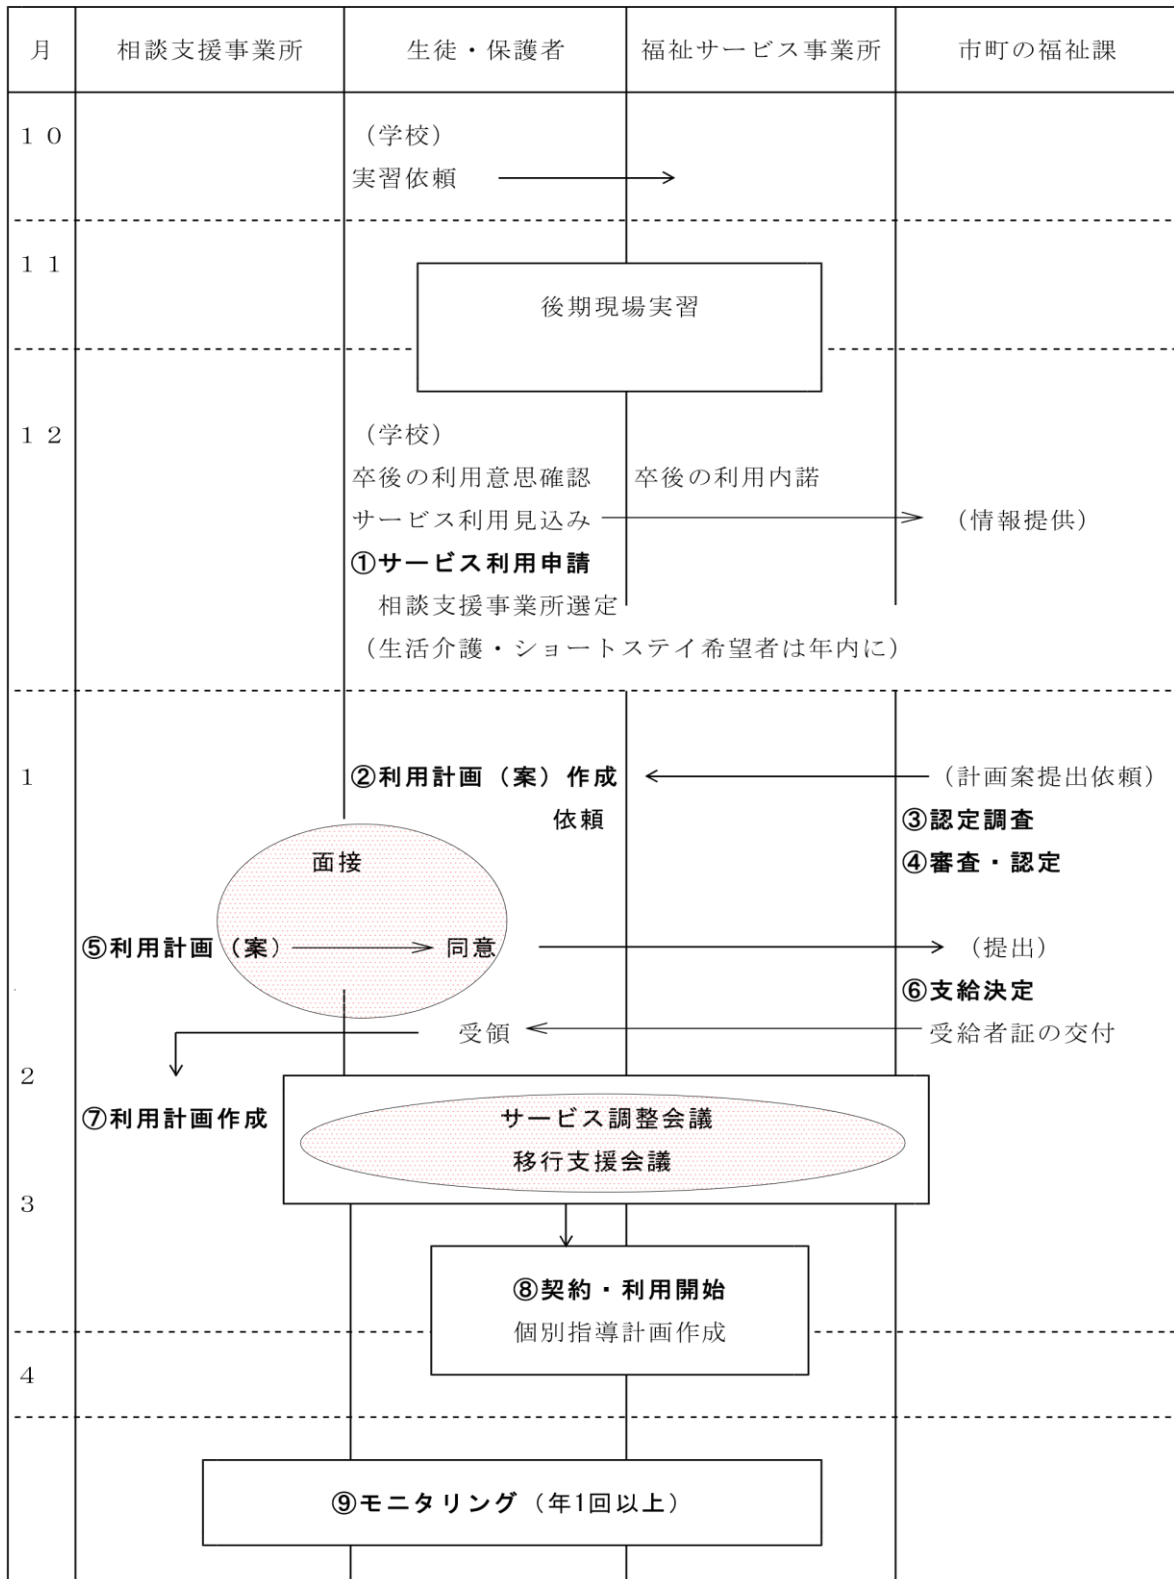 月
相談支援事業所
生徒・保護者
福祉サービス事業所
市町の福祉課
１０
（学校）
実習依頼
１１
後期現場実習
１２
（学校）
卒後の利用意思確認
卒後の利用内諾
サービス利用見込み
（情報提供）
①サービス利用申請
相談支援事業所選定
（生活介護・ショートステイ希望者は年内に）
１
②利用計画（案）作成
（計画案提出依頼）
依頼
③認定調査
面接
④審査・認定
⑤利用計画（案）
同意
（提出）
⑥支給決定
受領
受給者証の交付
２
⑦利用計画作成
サービス調整会議
移行支援会議
３
⑧契約・利用開始
個別指導計画作成
４
⑨モニタリング（年1回以上）